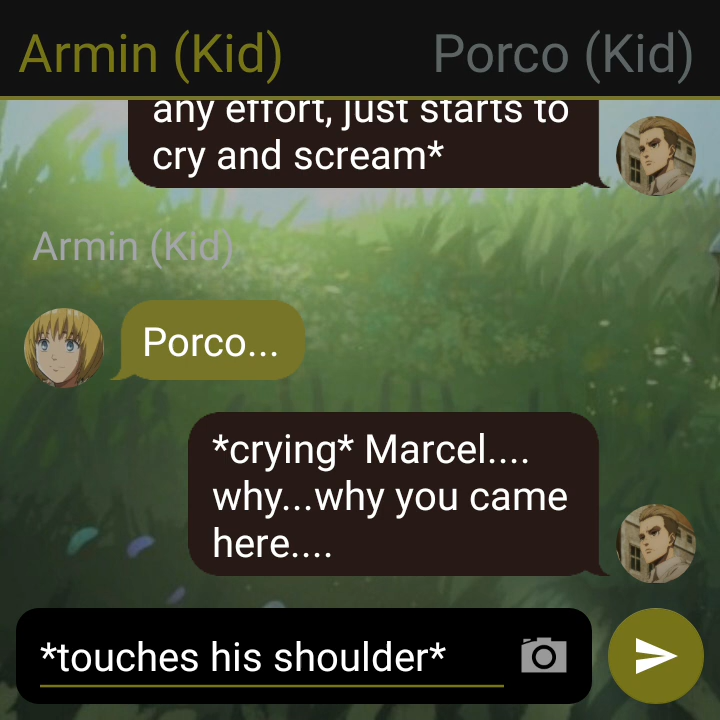 Armin (Kid) Porco (Kid)
any effort, just starts to
cry and scream*
Armin (Kid)
Porco...
*crying* Marcel....
why...why you came
here....
*touches his shoulder*